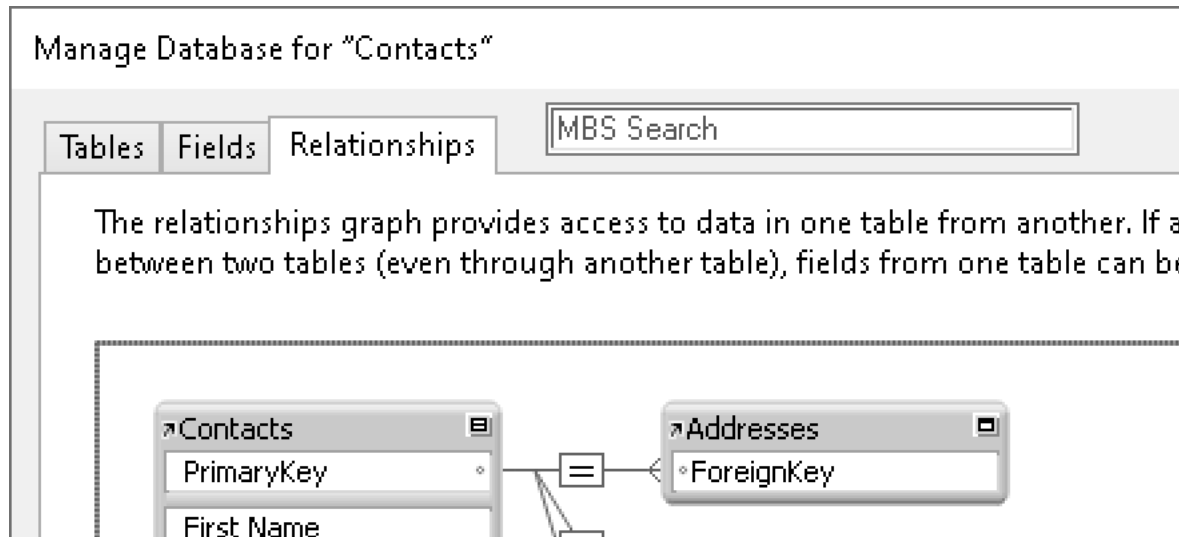 Manage Database for "Contacts"
Tables Fields Relationships MBS Search
The relationships graph provides access to data in one table from another. If a
between two tables (even through another table), fields from one table can be
Contacts Addresses
PrimaryKey = ForeignKey
First Name